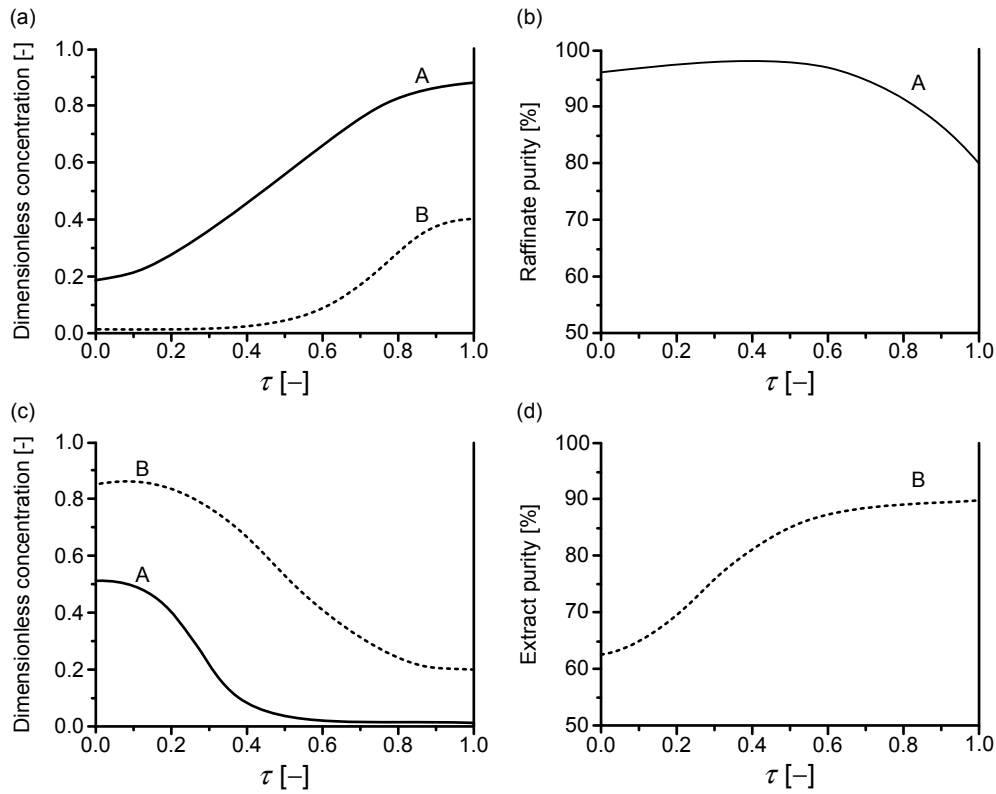 (a)
Dimensionless concentration [-]
1.0
0.8
0.6
0.4
0.2
0.0
A
B
0.0 0.2 0.4 0.6 0.8 1.0
τ [–]
(b)
Raffinate purity [%]
100
90
80
70
60
50
A
0.0 0.2 0.4 0.6 0.8 1.0
τ [–]
(c)
Dimensionless concentration [-]
1.0
0.8
0.6
0.4
0.2
0.0
B
A
0.0 0.2 0.4 0.6 0.8 1.0
τ [–]
(d)
Extract purity [%]
100
90
80
70
60
50
B
0.0 0.2 0.4 0.6 0.8 1.0
τ [–]